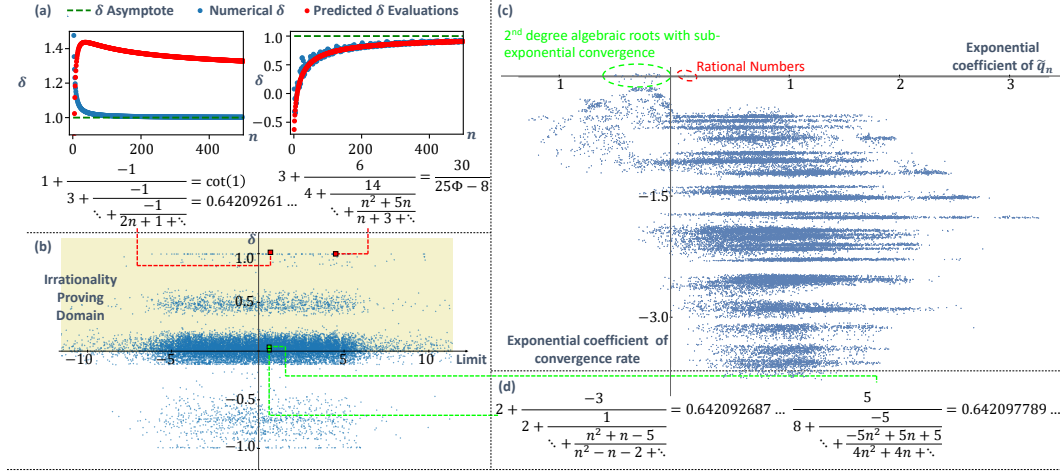 (a)
δ Asymptote
Numerical δ
Predicted δ Evaluations
δ
1.4
1.2
1.0
0
200
400
n
δ
1.0
0.5
0.0
−0.5
0
200
400
n
1 + −1 / 3 + −1 / ⋱ + −1 / 2n + 1 + ⋱ = cot(1)
= 0.64209261 ...
3 + 6 / 4 + 14 / ⋱ + n² + 5n / n + 3 + ⋱ = 30 / 25Φ − 8
(b)
δ
Irrationality
Proving
Domain
1.0
0.5
−0.5
−1.0
−10
−5
5
10
Limit
(c)
2nd degree algebraic roots with sub-
exponential convergence
Rational Numbers
Exponential
coefficient of q̃ₙ
1
1
2
3
−1.5
−3.0
Exponential coefficient of
convergence rate
(d)
2 + −3 / 2 + 1 / ⋱ + n² + n − 5 / n² − n − 2 + ⋱ = 0.642092687 ...
5 / 8 + −5 / ⋱ + −5n² + 5n + 5 / 4n² + 4n + ⋱ = 0.642097789 ...